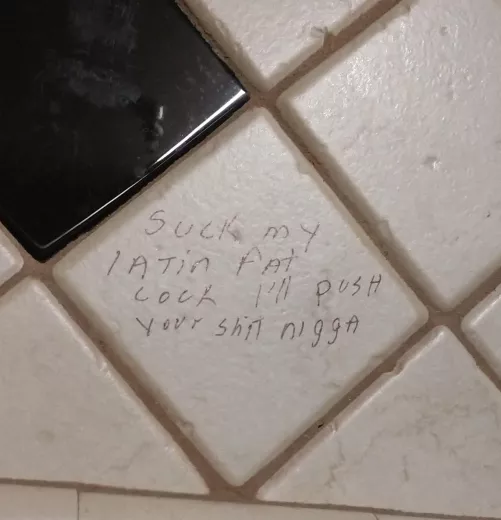 SUCK MY
LATIN FAT
COCK I'll PUSH
Your Shit nigga